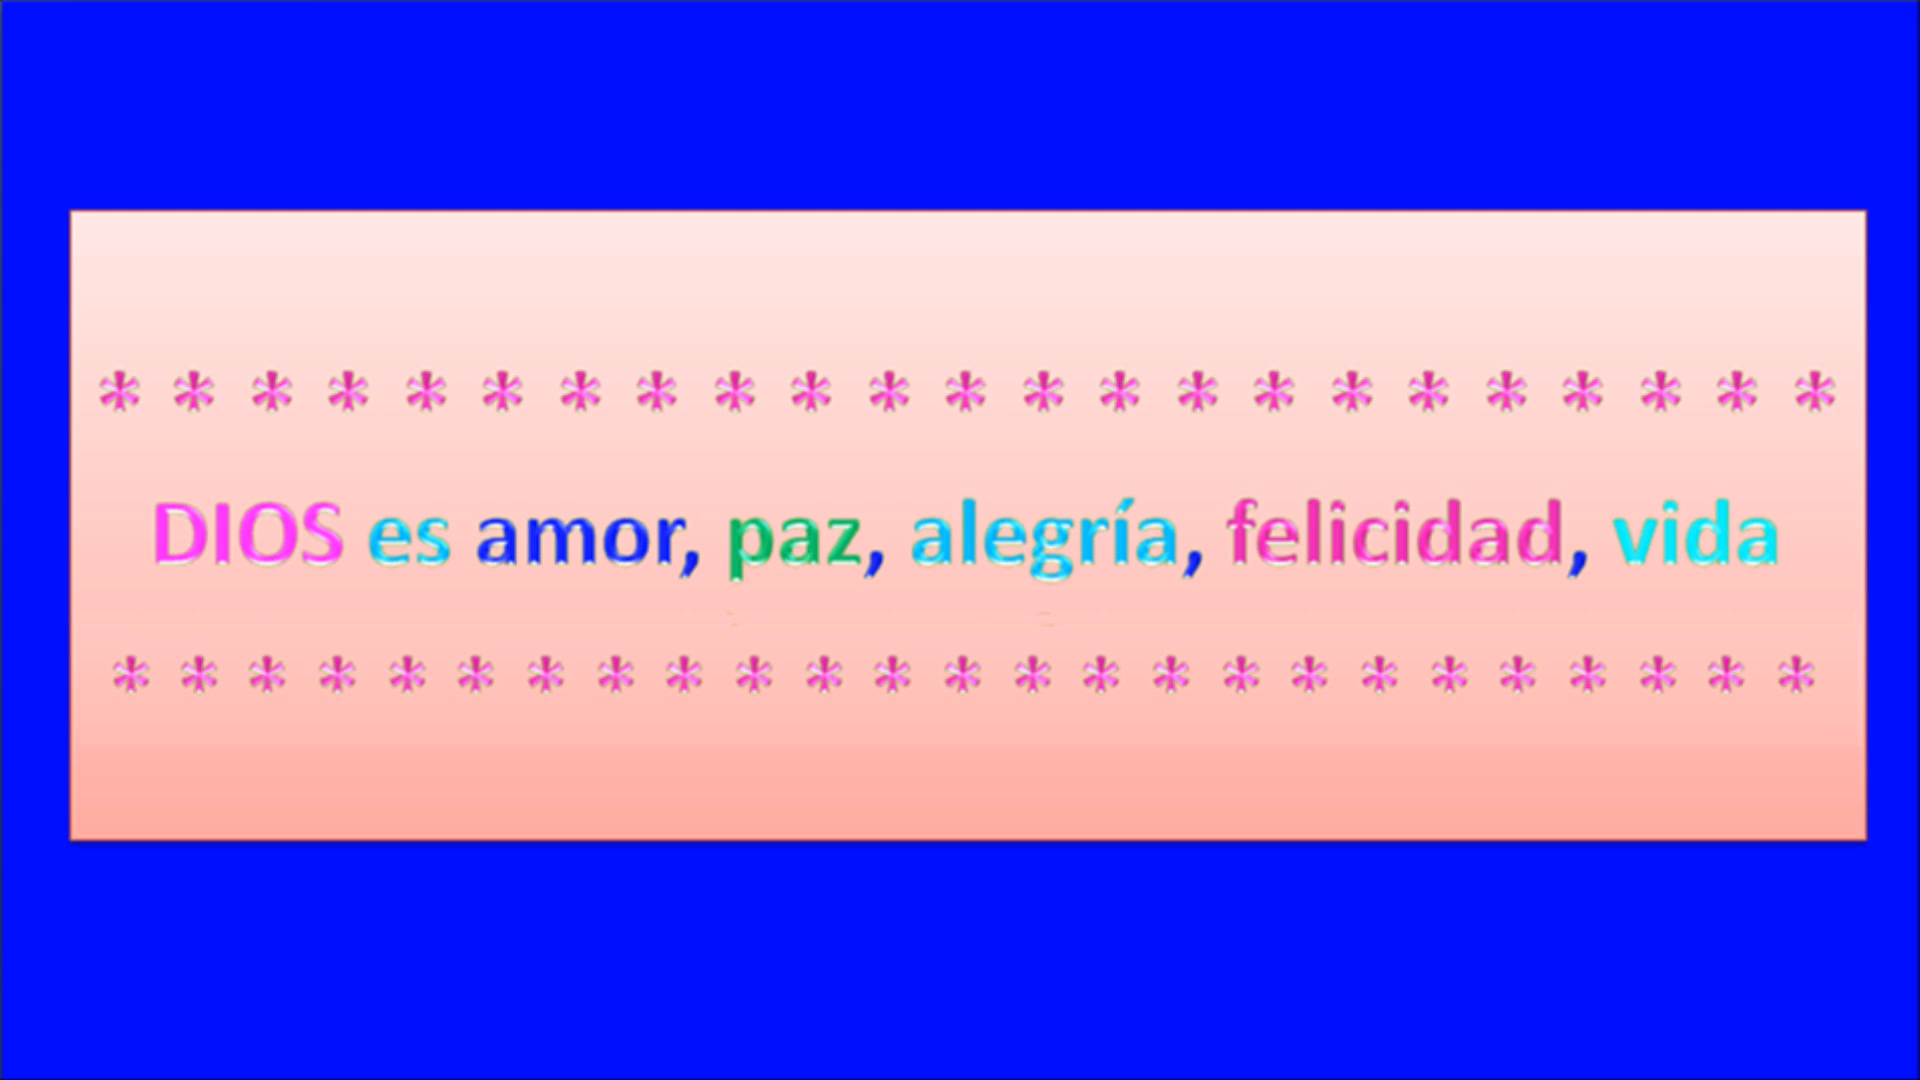 * * * * * * * * * * * * * * * * * * * * * * *
DIOS es amor, paz, alegría, felicidad, vida
* * * * * * * * * * * * * * * * * * * * * * * * *